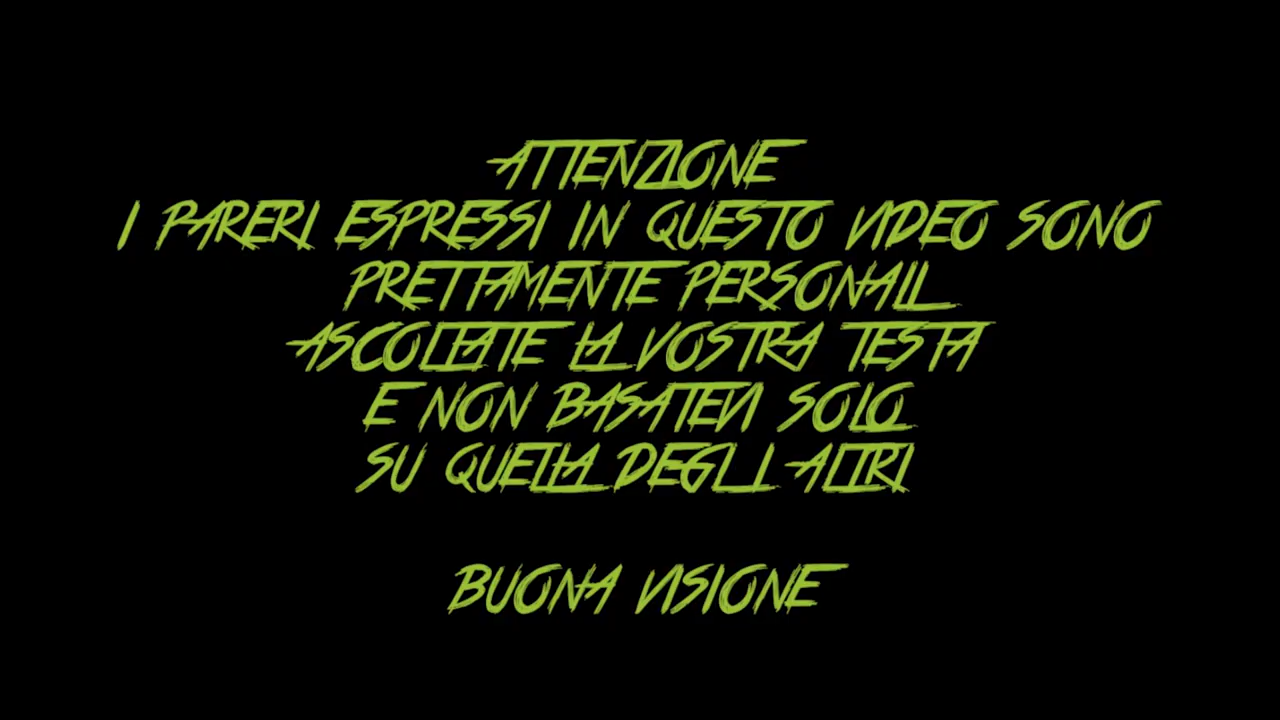 ATTENZIONE
I PARERI ESPRESSI IN QUESTO VIDEO SONO
PRETTAMENTE PERSONALI
ASCOLTATE LA VOSTRA TESTA
E NON BASATEVI SOLO
SU QUELLA DEGLI ALTRI
BUONA VISIONE